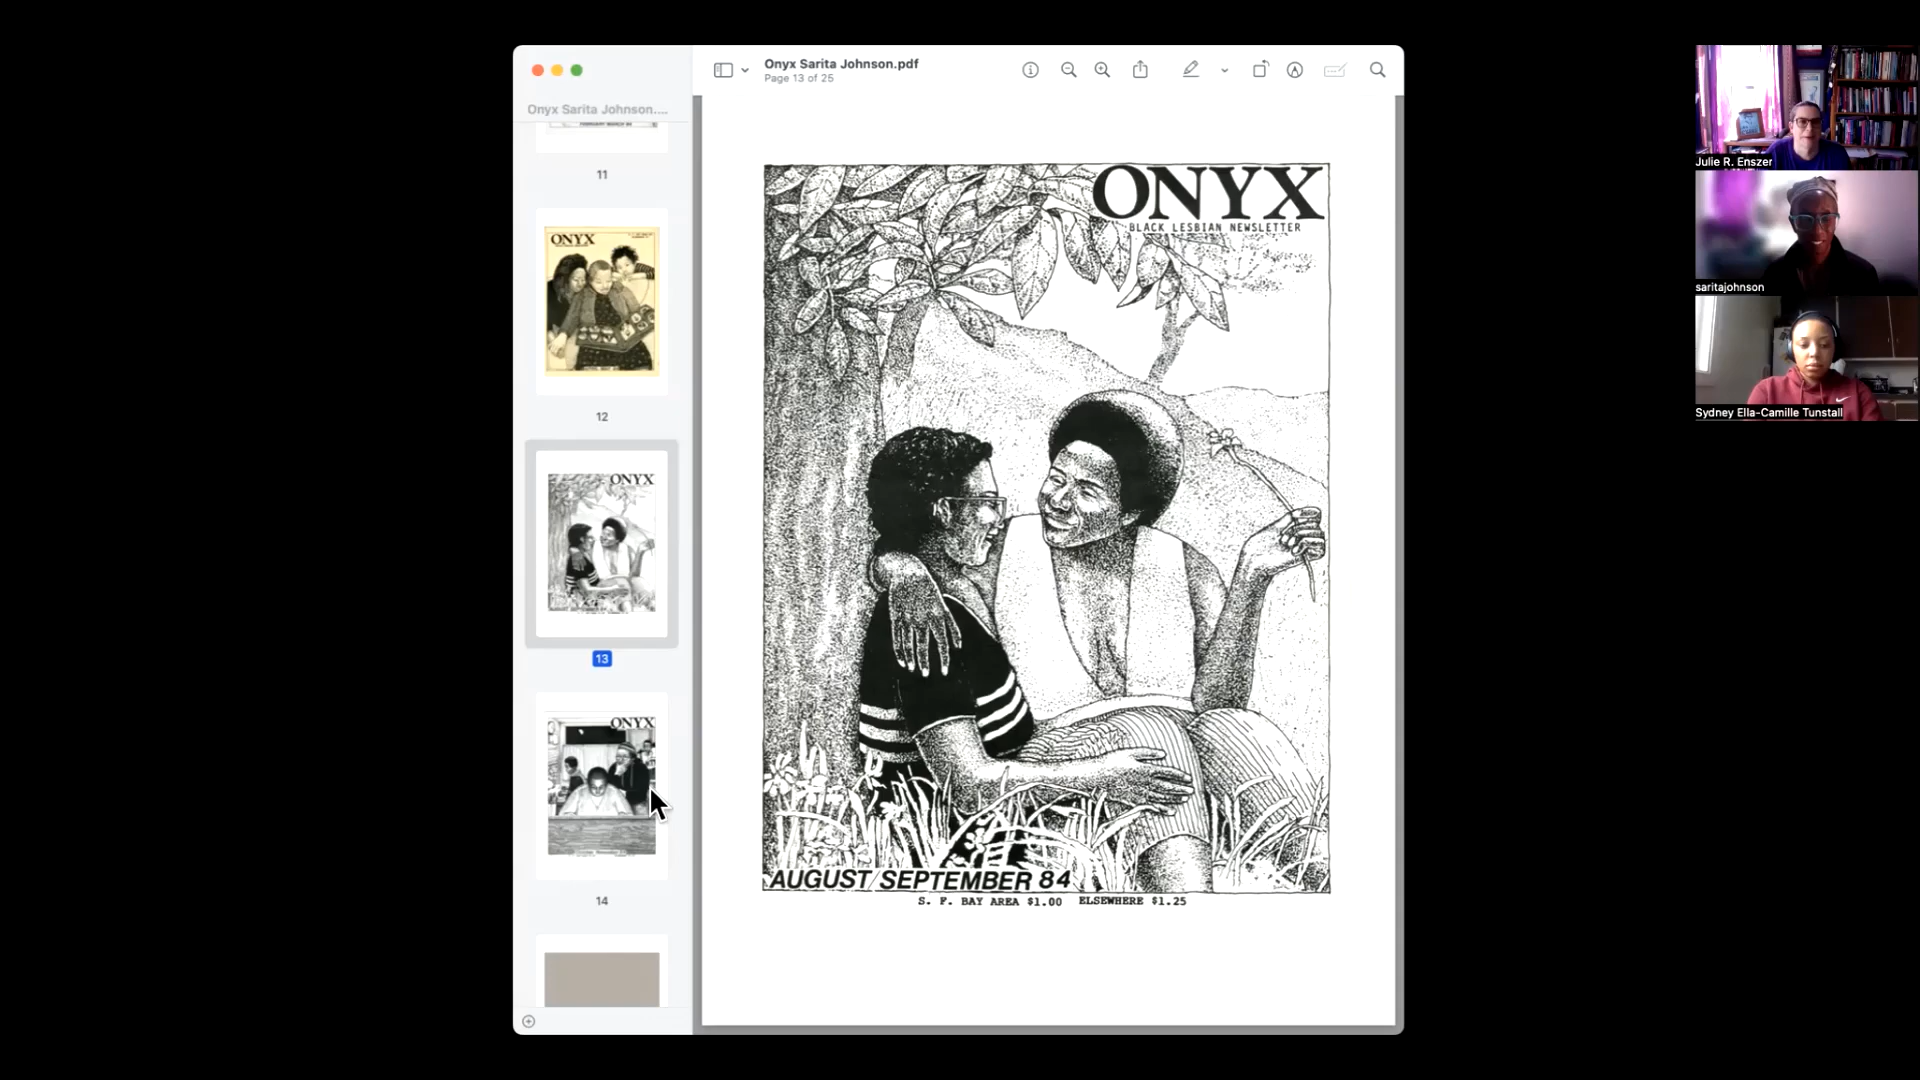 Onyx Sarita Johnson.pdf
Page 13 of 25
Onyx Sarita Johnson....
11
ONYX
12
ONYX
13
ONYX
14
ONYX
BLACK LESBIAN NEWSLETTER
AUGUST/SEPTEMBER 84
S. F. BAY AREA $1.00 ELSEWHERE $1.25
Julie R. Enszer
saritajohnson
Sydney Ella-Camille Tunstall